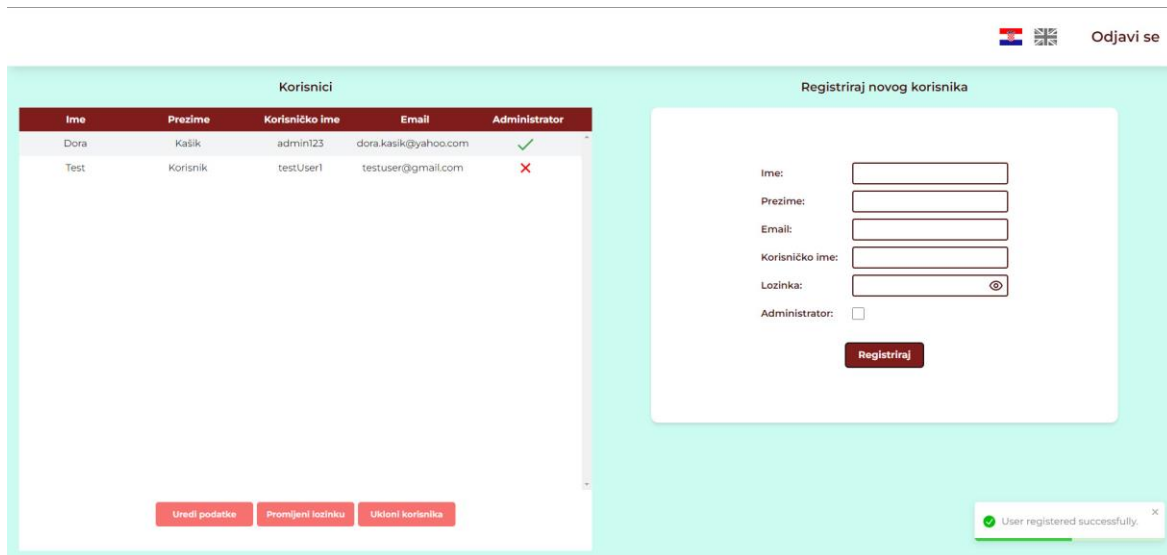 Odjavi se
Korisnici
Ime Prezime Korisničko ime Email Administrator
Dora Kašik admin123 dora.kasik@yahoo.com
Test Korisnik testUser1 testuser@gmail.com
Uredi podatke Promijeni lozinku Ukloni korisnika
Registriraj novog korisnika
Ime:
Prezime:
Email:
Korisničko ime:
Lozinka:
Administrator:
Registriraj
User registered successfully.